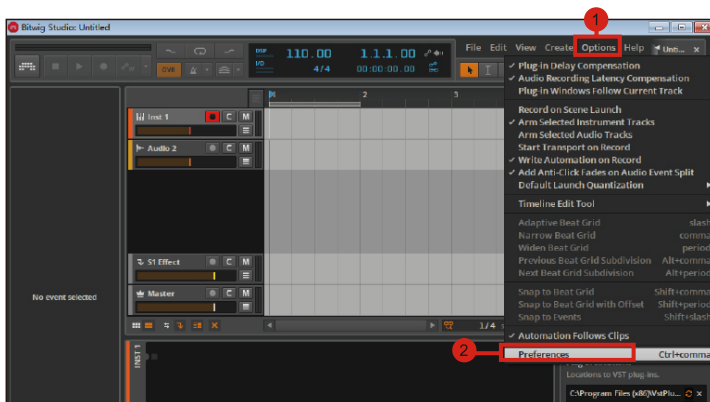 1
Bitwig Studio: Untitled
DSP 110.00 1.1.1.00 File Edit View Create Options Help Unti... x
OVR I/O 4/4 00:00:00.00
Plug-in Delay Compensation
Audio Recording Latency Compensation
Plug-in Windows Follow Current Track
2 3
Inst 1 C M
Record on Scene Launch
Arm Selected Instrument Tracks
Audio 2 C M
Arm Selected Audio Tracks
Start Transport on Record
Write Automation on Record
Add Anti-Click Fades on Audio Event Split
Default Launch Quantization
Timeline Edit Tool
Adaptive Beat Grid slash
Narrow Beat Grid comma
Widen Beat Grid period
Previous Beat Grid Subdivision Alt+comma
Next Beat Grid Subdivision Alt+period
S1 Effect C M
Master C M
No event selected
Snap to Beat Grid Shift+comma
Snap to Beat Grid with Offset Shift+period
Snap to Events Shift+slash
1/4
Automation Follows Clips
2
Preferences Ctrl+comma
INST 1
Locations to VST plug-ins.
C:\Program Files (x86)\VstPlu... x